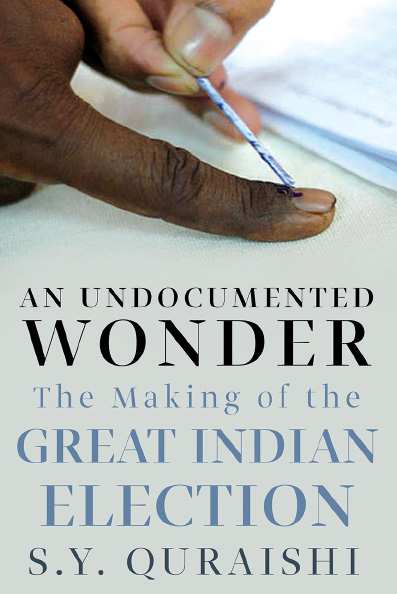 AN UNDOCUMENTED
WONDER
The Making of the
GREAT INDIAN
ELECTION
S.Y. QURAISHI